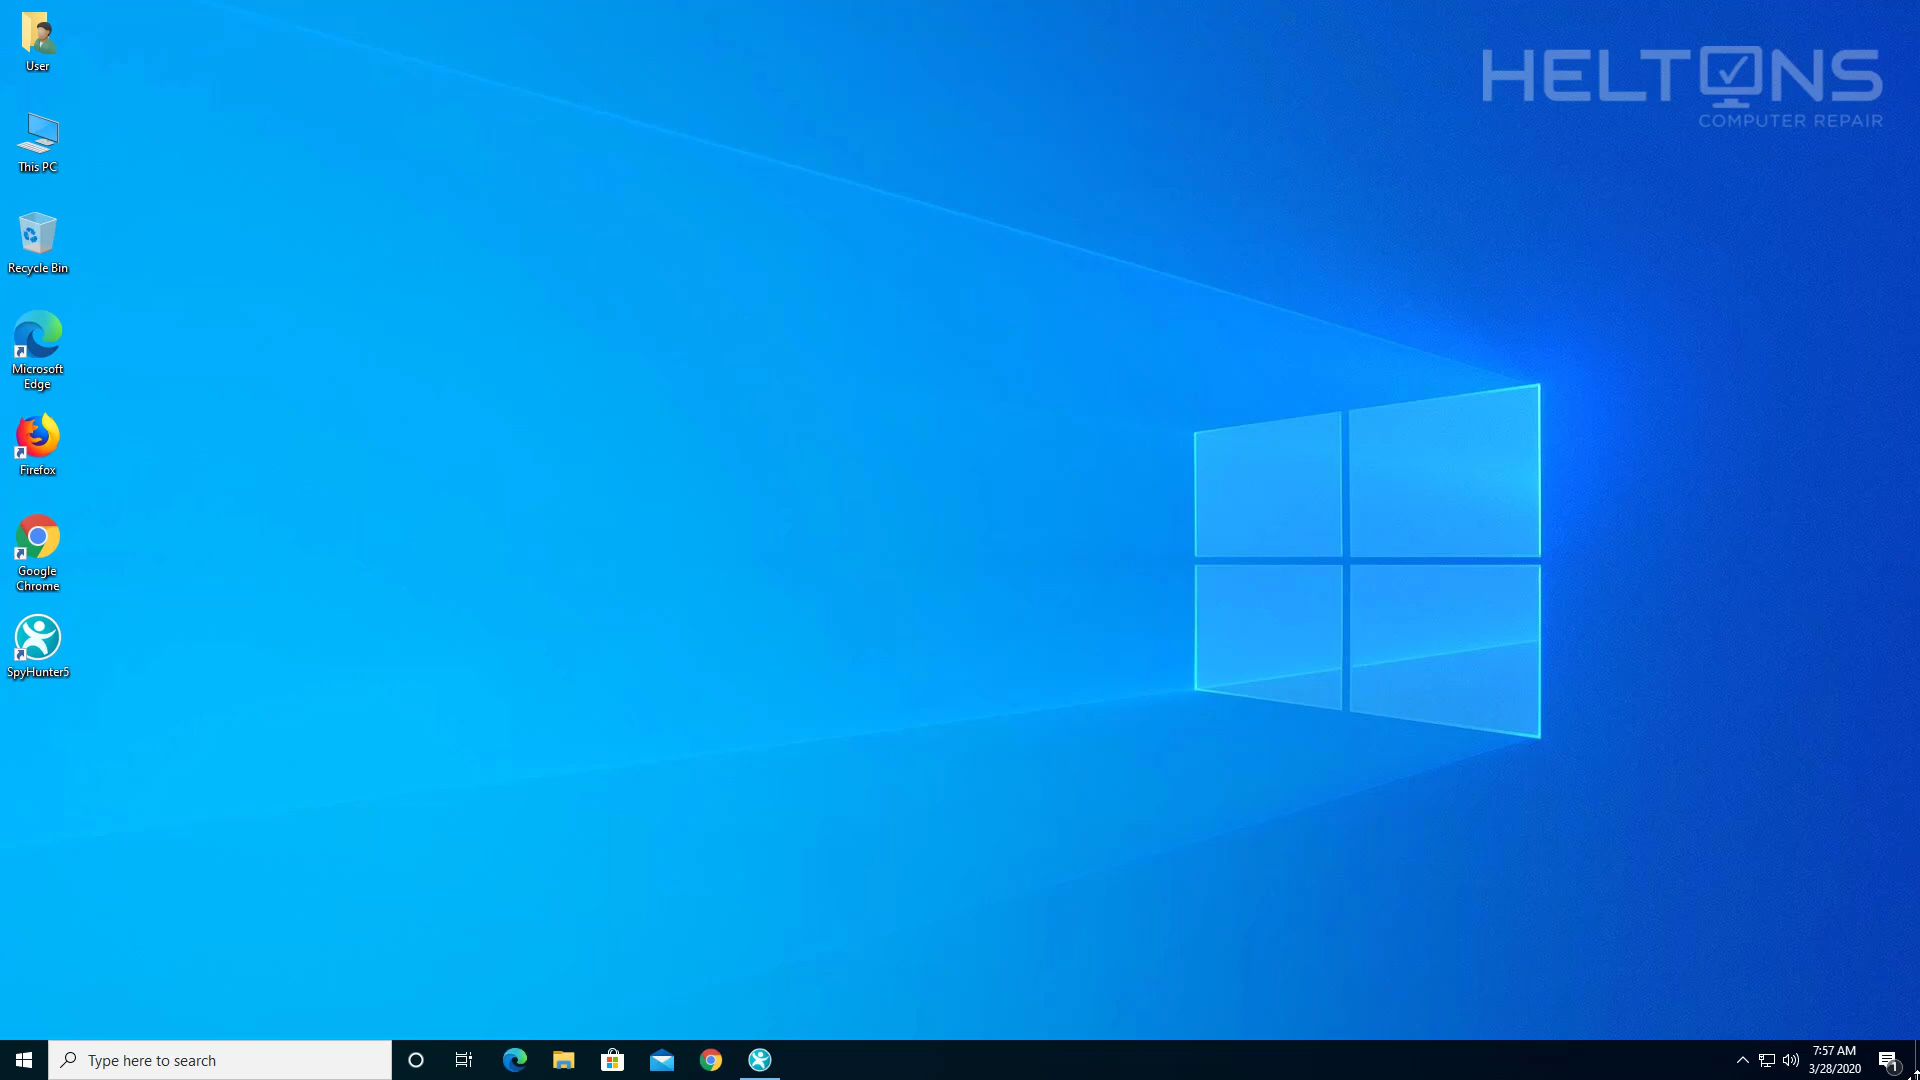 User
This PC
Recycle Bin
Microsoft
Edge
Firefox
Google
Chrome
SpyHunter5
HELTONS
COMPUTER REPAIR
Type here to search
7:57 AM
3/28/2020
1